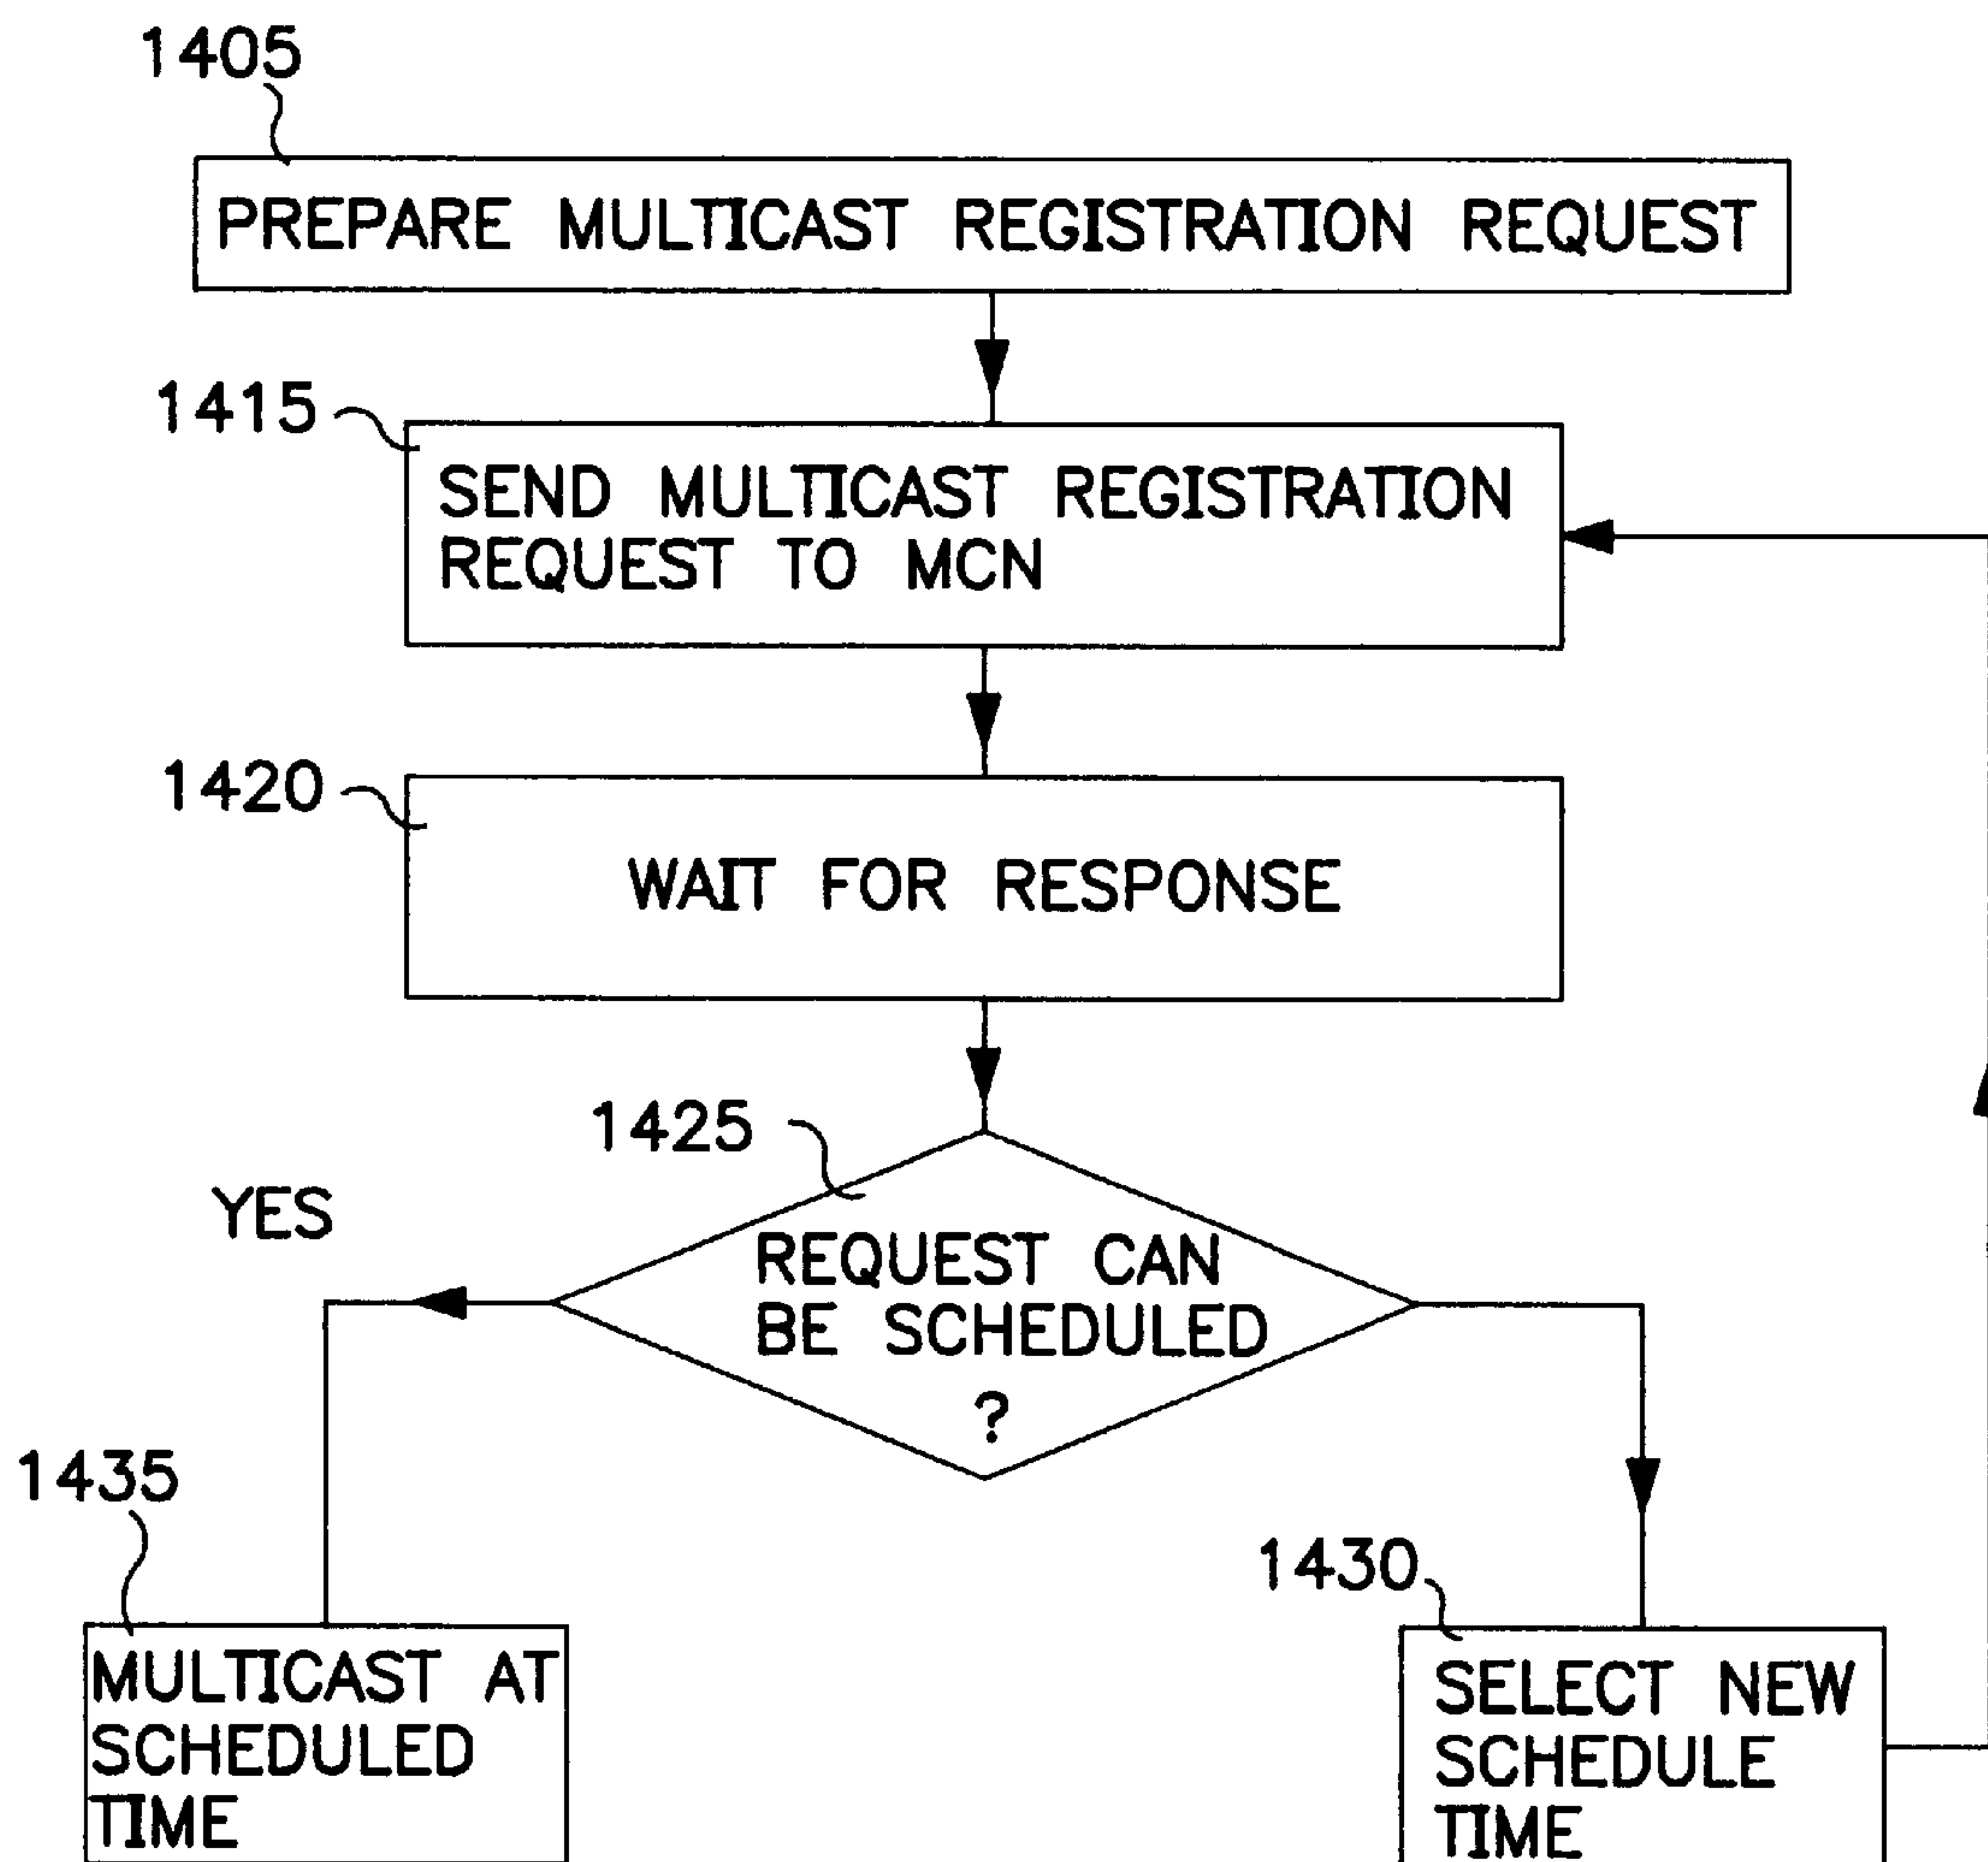 1405
PREPARE MULTICAST REGISTRATION REQUEST
1415
SEND MULTICAST REGISTRATION
REQUEST TO MCN
1420
WAIT FOR RESPONSE
1425
YES
REQUEST CAN
BE SCHEDULED
?
1435
MULTICAST AT
SCHEDULED
TIME
1430
SELECT NEW
SCHEDULE
TIME